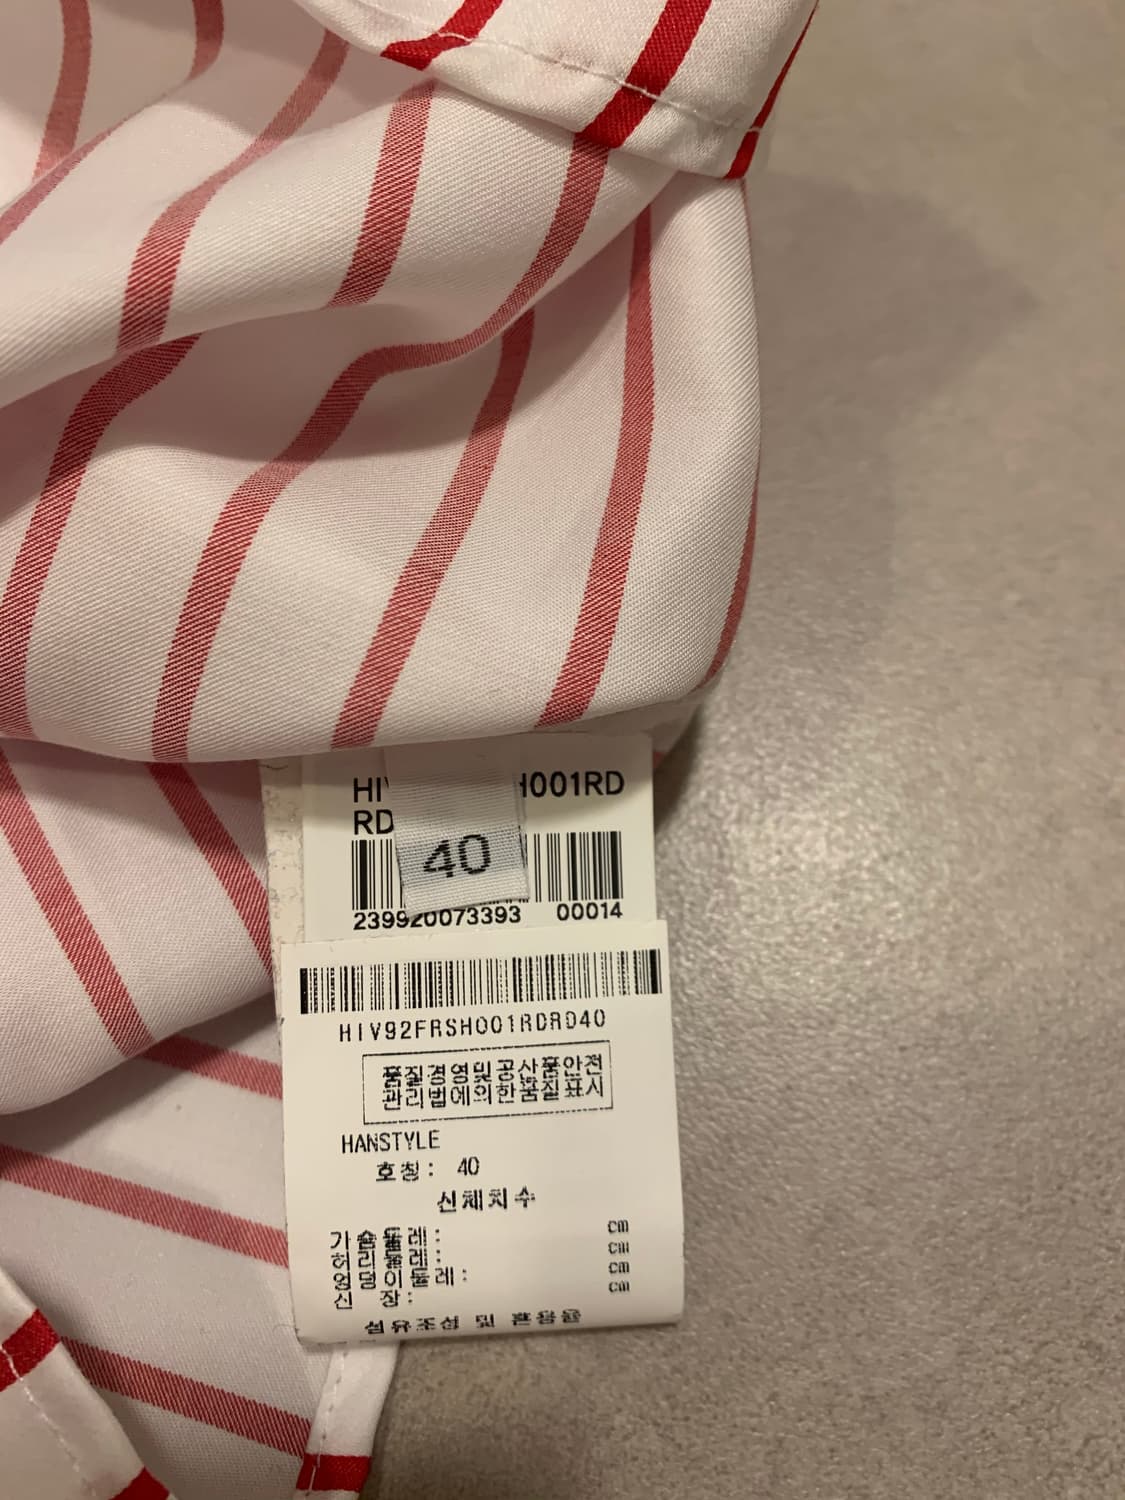 HI H001RD
RD
40
239920073393 00014
HIV92FRSH001RDRD40
품질경영및공산품안전
관리법에의한품질표시
HANSTYLE
호칭: 40
신체치수
가슴둘레: cm
허리둘레: cm
엉덩이둘레: cm
신 장: cm
섬유조성 및 혼용율